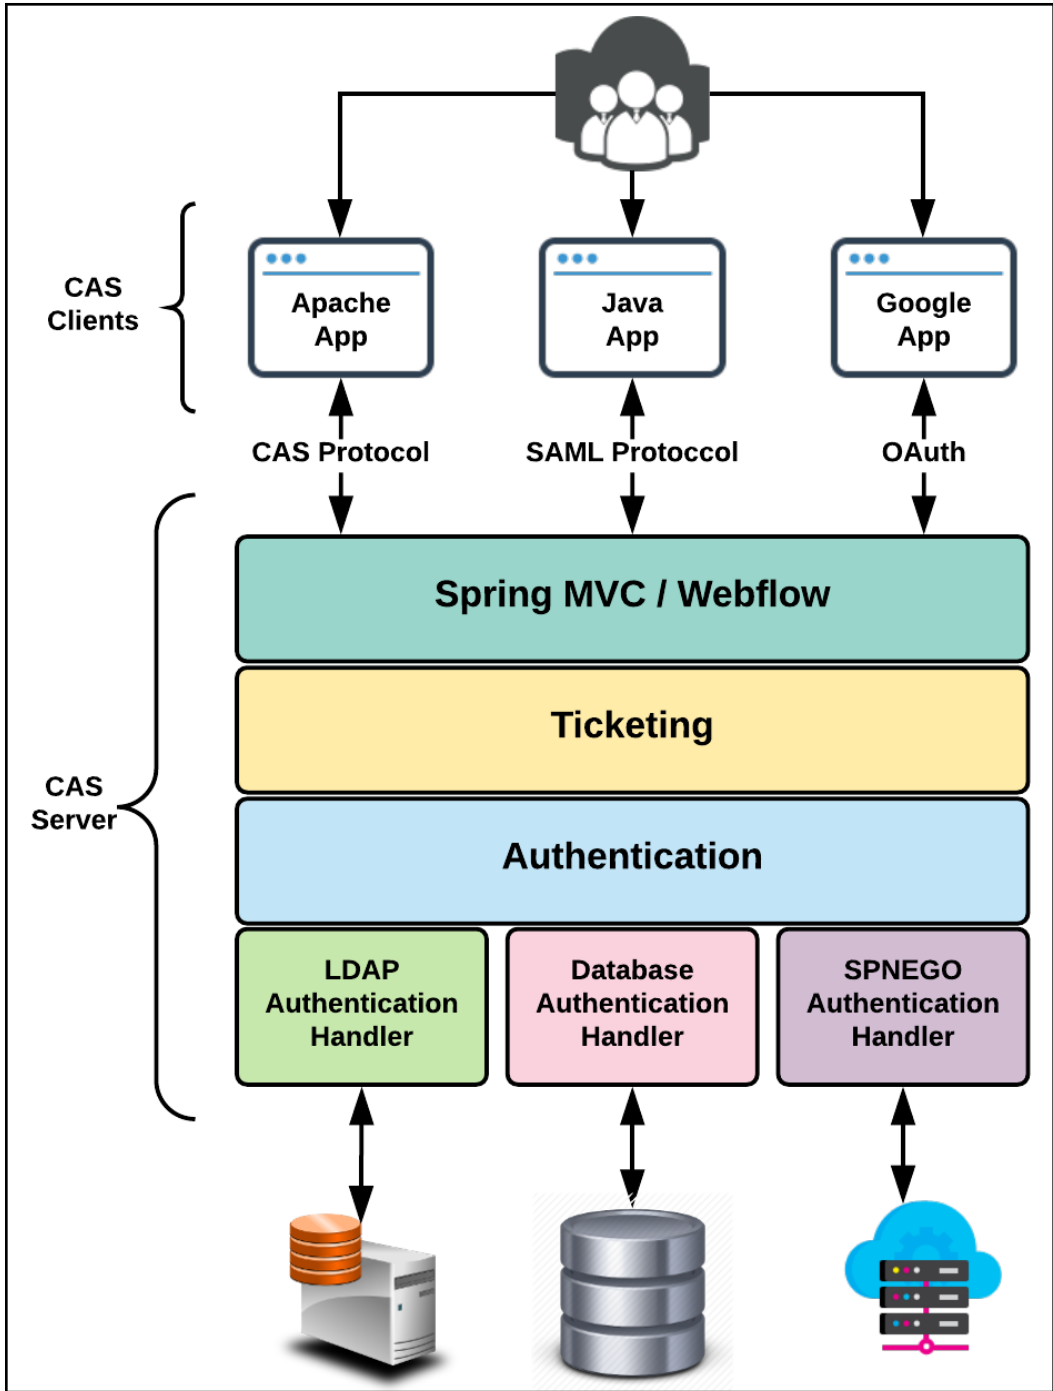 CAS
Clients
Apache
App
Java
App
Google
App
CAS Protocol
SAML Protoccol
OAuth
CAS
Server
Spring MVC / Webflow
Ticketing
Authentication
LDAP
Authentication
Handler
Database
Authentication
Handler
SPNEGO
Authentication
Handler